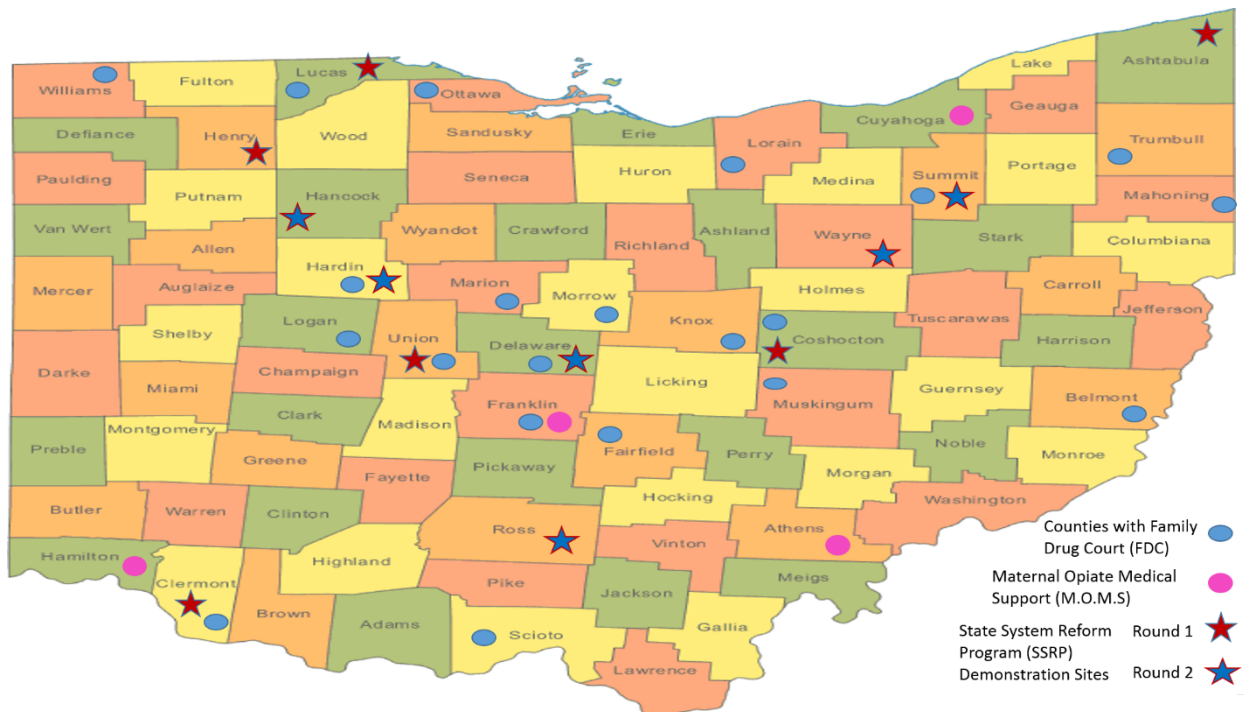 Ashtabula
Lake
Lucas
Geauga
Fulton
Williams
Ottawa
Cuyahoga
Defiance
Henry
Wood
Sandusky
Erie
Lorain
Trumbull
Portage
Summit
Medina
Huron
Seneca
Paulding
Putnam
Hancock
Mahoning
Van Wert
Allen
Wyandot
Crawford
Richland
Ashland
Wayne
Stark
Columbiana
Hardin
Mercer
Auglaize
Marion
Morrow
Holmes
Carroll
Jefferson
Tuscarawas
Logan
Shelby
Union
Delaware
Knox
Coshocton
Harrison
Darke
Champaign
Miami
Licking
Guernsey
Belmont
Franklin
Muskingum
Clark
Madison
Montgomery
Preble
Greene
Fairfield
Perry
Noble
Monroe
Pickaway
Morgan
Fayette
Hocking
Washington
Butler
Warren
Clinton
Ross
Athens
Hamilton
Highland
Vinton
Clermont
Pike
Meigs
Jackson
Brown
Adams
Scioto
Gallia
Lawrence
Counties with Family
Drug Court (FDC)
Maternal Opiate Medical
Support (M.O.M.S)
State System Reform
Program (SSRP)
Demonstration Sites
Round 1
Round 2